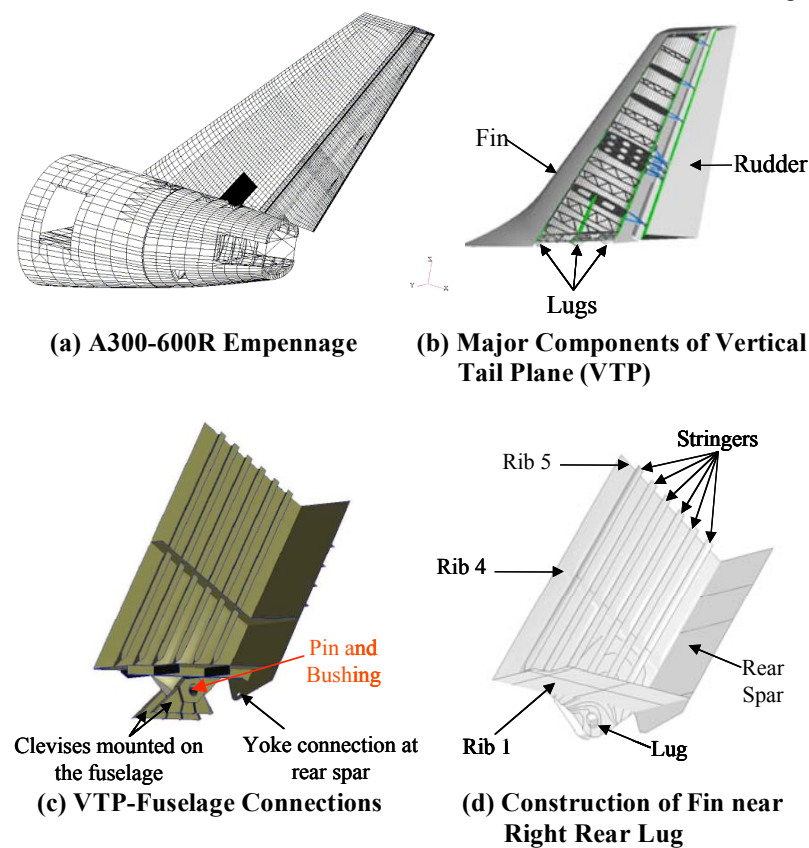 Fin
Rudder
Lugs
Z
Y
X
(a) A300-600R Empennage
(b) Major Components of Vertical
Tail Plane (VTP)
Pin and
Bushing
Clevises mounted on
the fuselage
Yoke connection at
rear spar
(c) VTP-Fuselage Connections
Stringers
Rib 5
Rib 4
Rear
Spar
Rib 1
Lug
(d) Construction of Fin near
Right Rear Lug